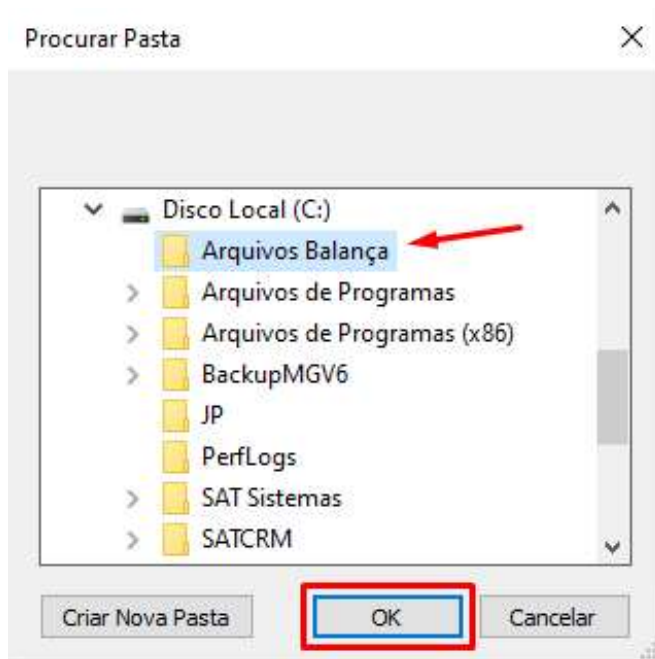 Procurar Pasta
Disco Local (C:)
Arquivos Balança
Arquivos de Programas
Arquivos de Programas (x86)
BackupMGV6
JP
PerfLogs
SAT Sistemas
SATCRM
Criar Nova Pasta OK Cancelar